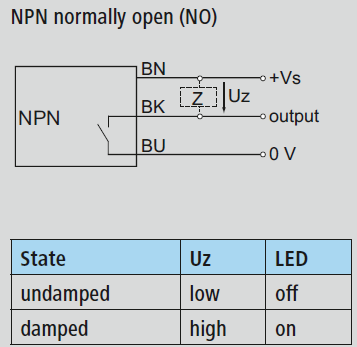 NPN normally open (NO)
BN
+Vs
Z
Uz
NPN
BK
output
BU
0 V
State Uz LED
undamped low off
damped high on